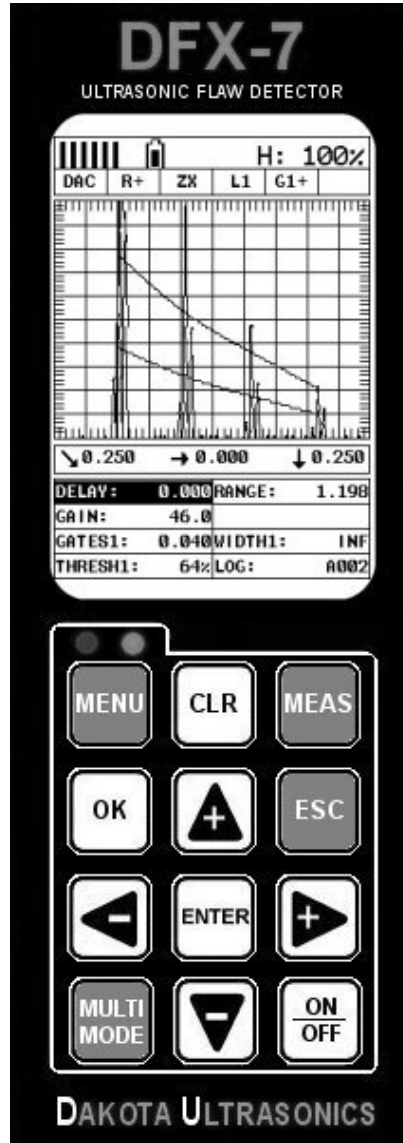 DFX-7
ULTRASONIC FLAW DETECTOR
H: 100%
DAC R+ ZX L1 G1+
0.250 → 0.000 ↓ 0.250
DELAY: 0.000 RANGE: 1.198
GAIN: 46.0
GATES1: 0.040 WIDTH1: INF
THRESH1: 64% LOG: A002
MENU CLR MEAS
OK + ESC
- ENTER +
MULTI MODE - ON OFF
DAKOTA ULTRASONICS